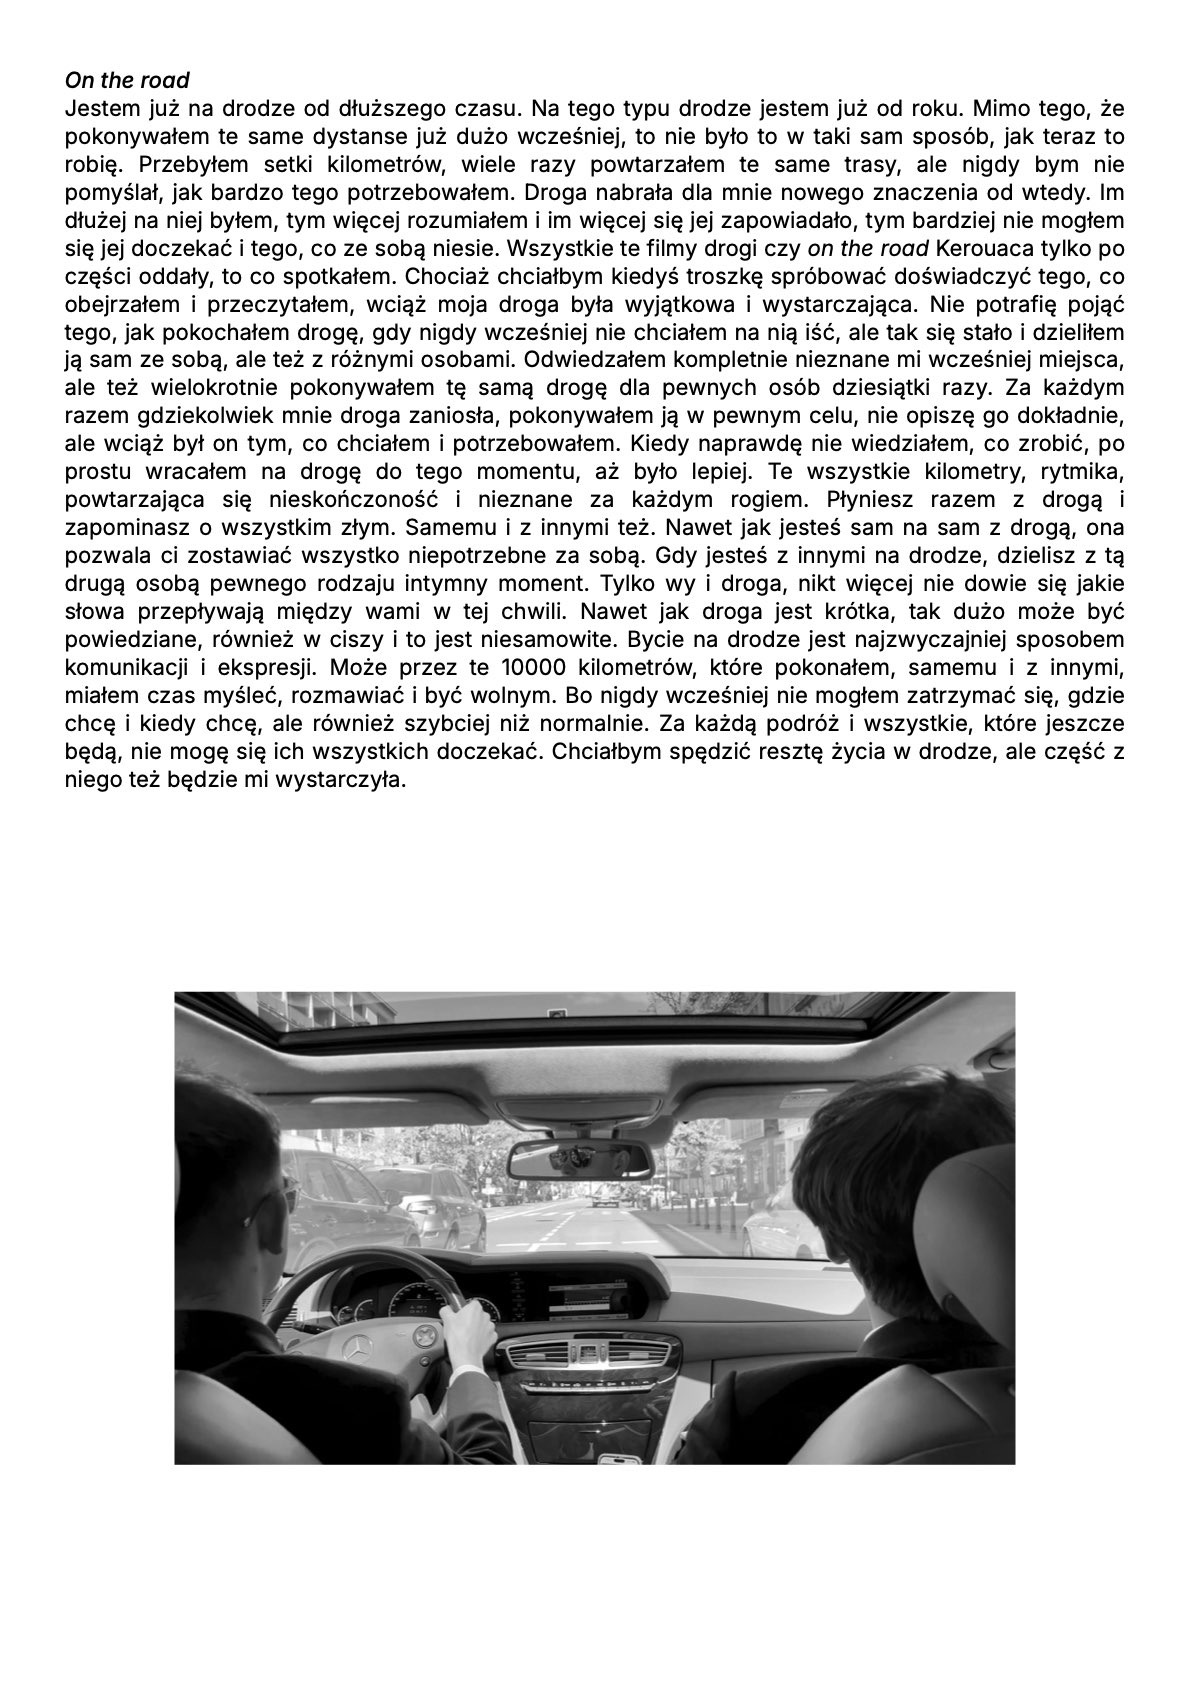 On the road
Jestem już na drodze od dłuższego czasu. Na tego typu drodze jestem już od roku. Mimo tego, że
pokonywałem te same dystanse już dużo wcześniej, to nie było to w taki sam sposób, jak teraz to
robię. Przebyłem setki kilometrów, wiele razy powtarzałem te same trasy, ale nigdy bym nie
pomyślał, jak bardzo tego potrzebowałem. Droga nabrała dla mnie nowego znaczenia od wtedy. Im
dłużej na niej byłem, tym więcej rozumiałem i im więcej się jej zapowiadało, tym bardziej nie mogłem
się jej doczekać i tego, co ze sobą niesie. Wszystkie te filmy drogi czy on the road Kerouaca tylko po
części oddały, to co spotkałem. Chociaż chciałbym kiedyś troszkę spróbować doświadczyć tego, co
obejrzałem i przeczytałem, wciąż moja droga była wyjątkowa i wystarczająca. Nie potrafię pojąć
tego, jak pokochałem drogę, gdy nigdy wcześniej nie chciałem na nią iść, ale tak się stało i dzieliłem
ją sam ze sobą, ale też z różnymi osobami. Odwiedzałem kompletnie nieznane mi wcześniej miejsca,
ale też wielokrotnie pokonywałem tę samą drogę dla pewnych osób dziesiątki razy. Za każdym
razem gdziekolwiek mnie droga zaniosła, pokonywałem ją w pewnym celu, nie opiszę go dokładnie,
ale wciąż był on tym, co chciałem i potrzebowałem. Kiedy naprawdę nie wiedziałem, co zrobić, po
prostu wracałem na drogę do tego momentu, aż było lepiej. Te wszystkie kilometry, rytmika,
powtarzająca się nieskończoność i nieznane za każdym rogiem. Płyniesz razem z drogą i
zapominasz o wszystkim złym. Samemu i z innymi też. Nawet jak jesteś sam na sam z drogą, ona
pozwala ci zostawiać wszystko niepotrzebne za sobą. Gdy jesteś z innymi na drodze, dzielisz z tą
drugą osobą pewnego rodzaju intymny moment. Tylko wy i droga, nikt więcej nie dowie się jakie
słowa przepływają między wami w tej chwili. Nawet jak droga jest krótka, tak dużo może być
powiedziane, również w ciszy i to jest niesamowite. Bycie na drodze jest najzwyczajniej sposobem
komunikacji i ekspresji. Może przez te 10000 kilometrów, które pokonałem, samemu i z innymi,
miałem czas myśleć, rozmawiać i być wolnym. Bo nigdy wcześniej nie mogłem zatrzymać się, gdzie
chcę i kiedy chcę, ale również szybciej niż normalnie. Za każdą podróż i wszystkie, które jeszcze
będą, nie mogę się ich wszystkich doczekać. Chciałbym spędzić resztę życia w drodze, ale część z
niego też będzie mi wystarczyła.